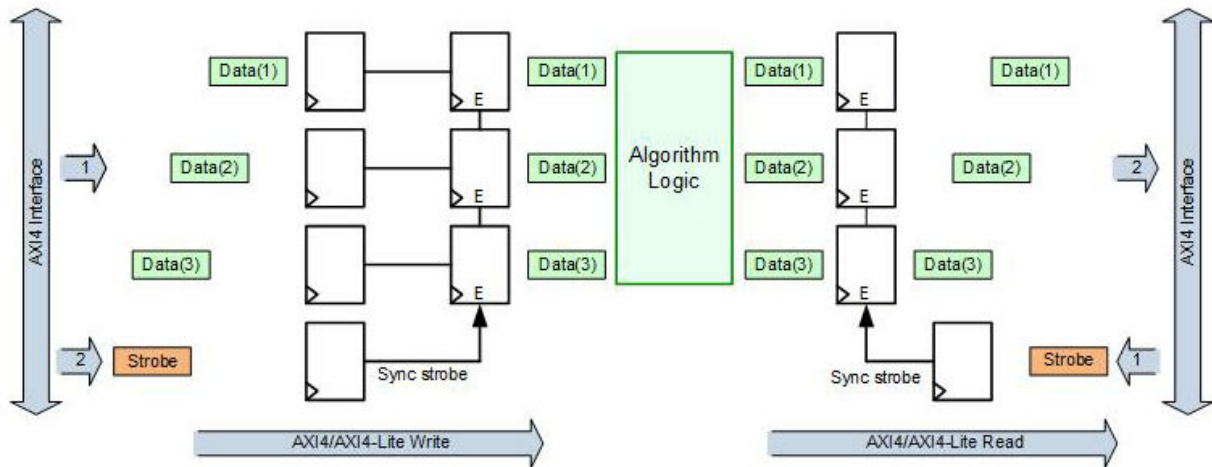 AXI4 Interface
1
2
Data(1)
Data(2)
Data(3)
Strobe
E
E
E
Sync strobe
Data(1)
Data(2)
Data(3)
Algorithm
Logic
Data(1)
Data(2)
Data(3)
E
E
E
Sync strobe
Data(1)
Data(2)
Data(3)
Strobe
2
1
AXI4 Interface
AXI4/AXI4-Lite Write
AXI4/AXI4-Lite Read